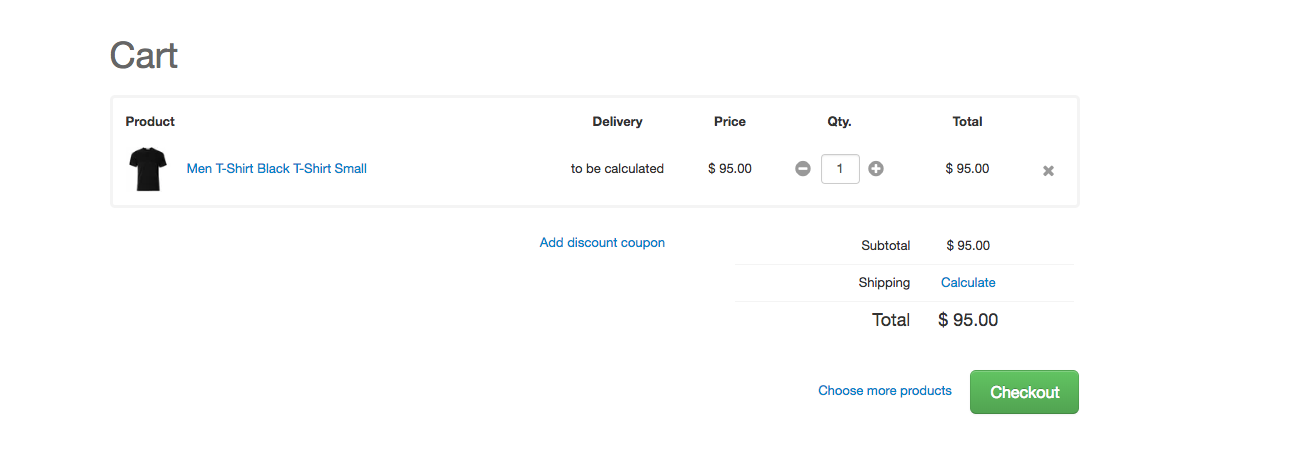 Cart
Product Delivery Price Qty. Total
Men T-Shirt Black T-Shirt Small to be calculated $ 95.00 1 $ 95.00
Add discount coupon Subtotal $ 95.00
Shipping Calculate
Total $ 95.00
Choose more products Checkout